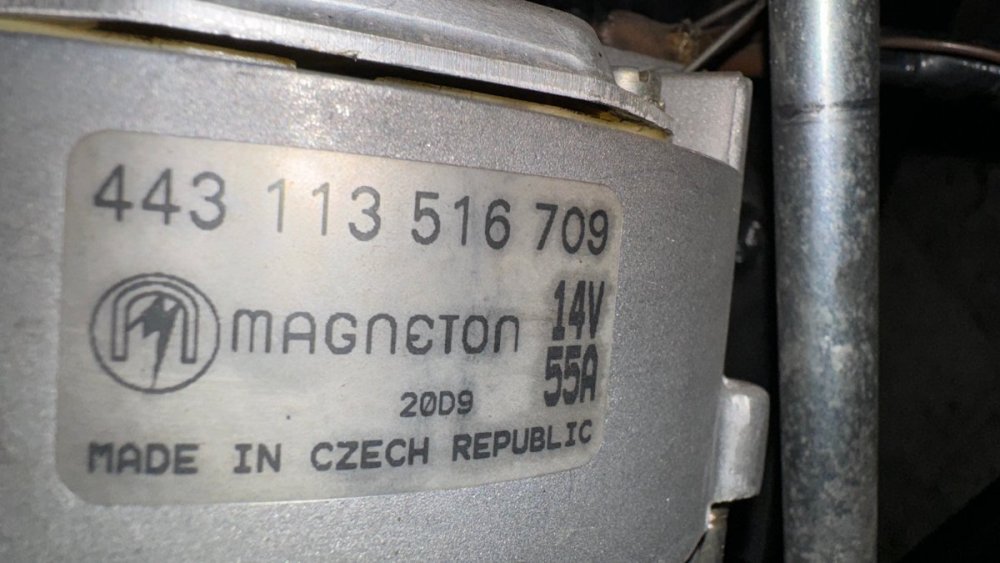 443 113 516 709
MAGNETON
14V
55A
20D9
MADE IN CZECH REPUBLIC